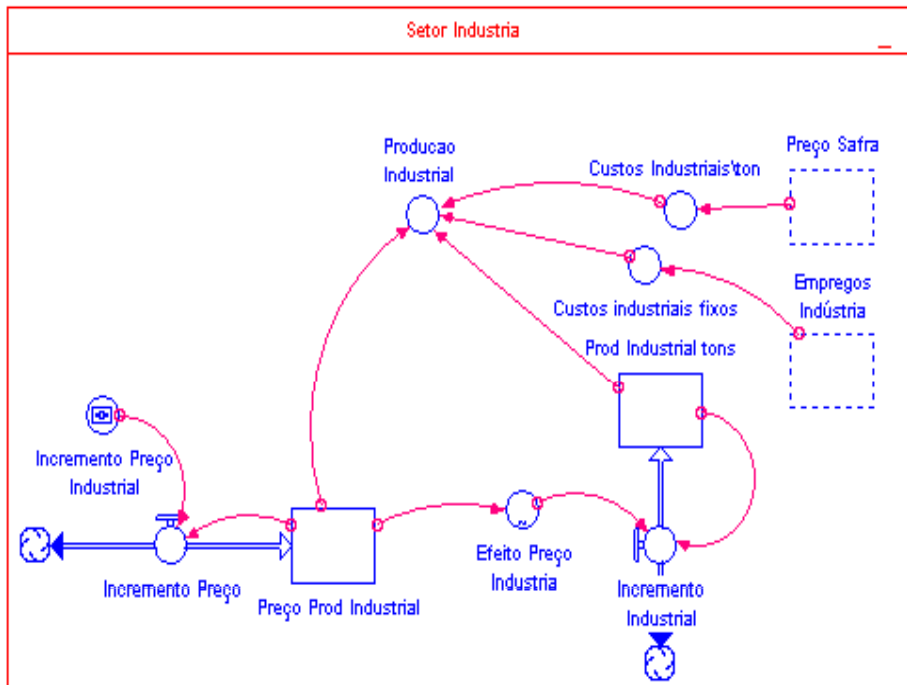 Setor Industria
Producao
Industrial
Custos Industriais\ton
Preço Safra
Custos industriais fixos
Empregos
Indústria
Prod Industrial tons
Incremento Preço
Industrial
Incremento Preço
Preço Prod Industrial
Efeito Preço
Industria
Incremento
Industrial